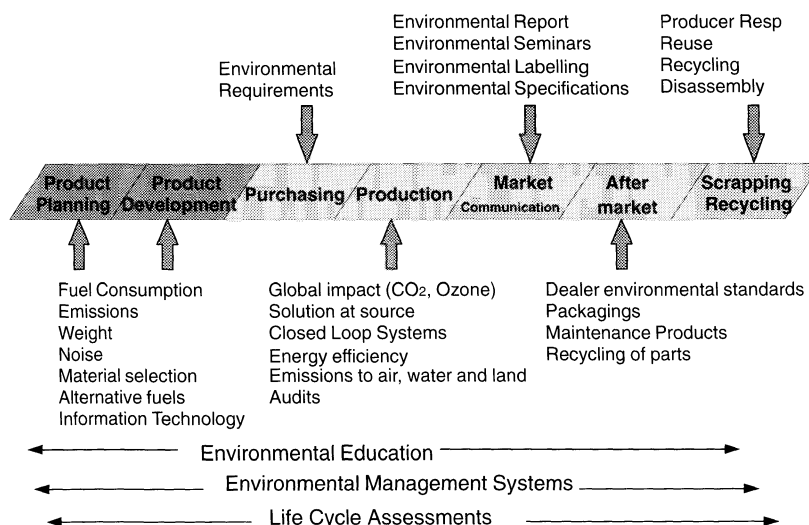 Environmental
Requirements
Environmental Report
Environmental Seminars
Environmental Labelling
Environmental Specifications
Producer Resp
Reuse
Recycling
Disassembly
Product
Planning
Product
Development
Purchasing
Production
Market
Communication
After
market
Scrapping
Recycling
Fuel Consumption
Emissions
Weight
Noise
Material selection
Alternative fuels
Information Technology
Global impact (CO2, Ozone)
Solution at source
Closed Loop Systems
Energy efficiency
Emissions to air, water and land
Audits
Dealer environmental standards
Packagings
Maintenance Products
Recycling of parts
Environmental Education
Environmental Management Systems
Life Cycle Assessments